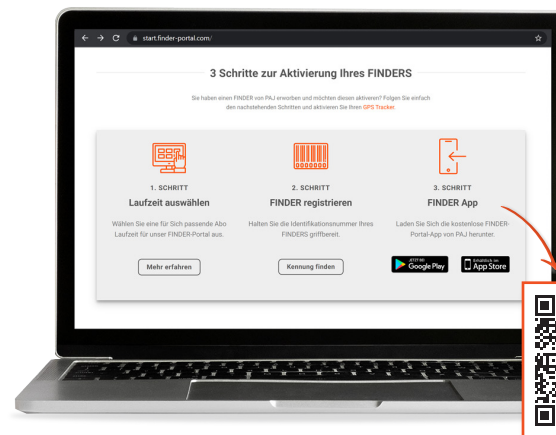 start.finder-portal.com/
3 Schritte zur Aktivierung Ihres FINDERS
Sie haben einen FINDER von PAJ erworben und möchten diesen aktivieren? Folgen Sie einfach
den nachstehenden Schritten und aktivieren Sie Ihren GPS Tracker.
1. SCHRITT
Laufzeit auswählen
Wählen Sie eine für Sich passende Abo
Laufzeit für unser FINDER-Portal aus.
Mehr erfahren
2. SCHRITT
FINDER registrieren
Halten Sie die Identifikationsnummer Ihres
FINDERS griffbereit.
Kennung finden
3. SCHRITT
FINDER App
Laden Sie Sich die kostenlose FINDER-
Portal-App von PAJ herunter.
JETZT BEI
Google Play
Erhältlich im
App Store